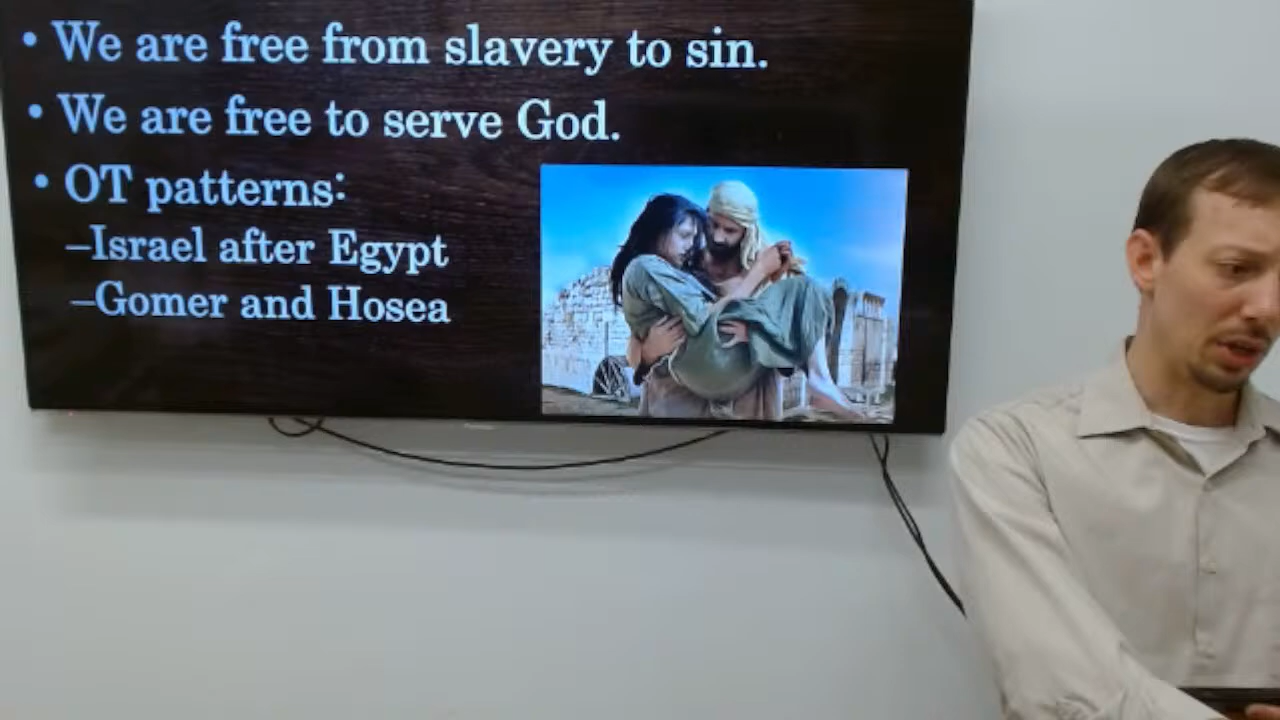 • We are free from slavery to sin.
• We are free to serve God.
• OT patterns:
–Israel after Egypt
–Gomer and Hosea